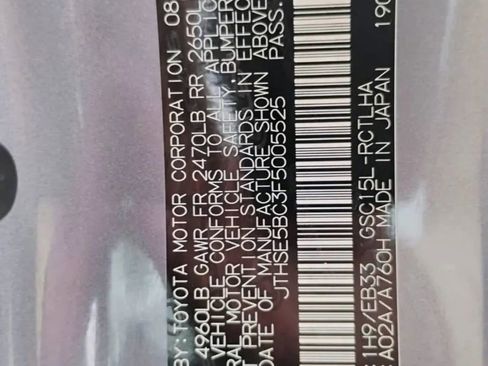 BY: TOYOTA MOTOR CORPORATION 08
4960LB GAWR FR 2470LB RR 2650L
VEHICLE CONFORMS TO ALL APPLIC
RAL MOTOR VEHICLE SAFETY, BUMPER
T PREVENTION STANDARDS IN EFFEC
DATE OF MANUFACTURE SHOWN ABOVE
JTHSE5BC3F5005525 PASS.
:1H9/EB33 GSC15L-RCTLHA
:A02A/A760H MADE IN JAPAN 190